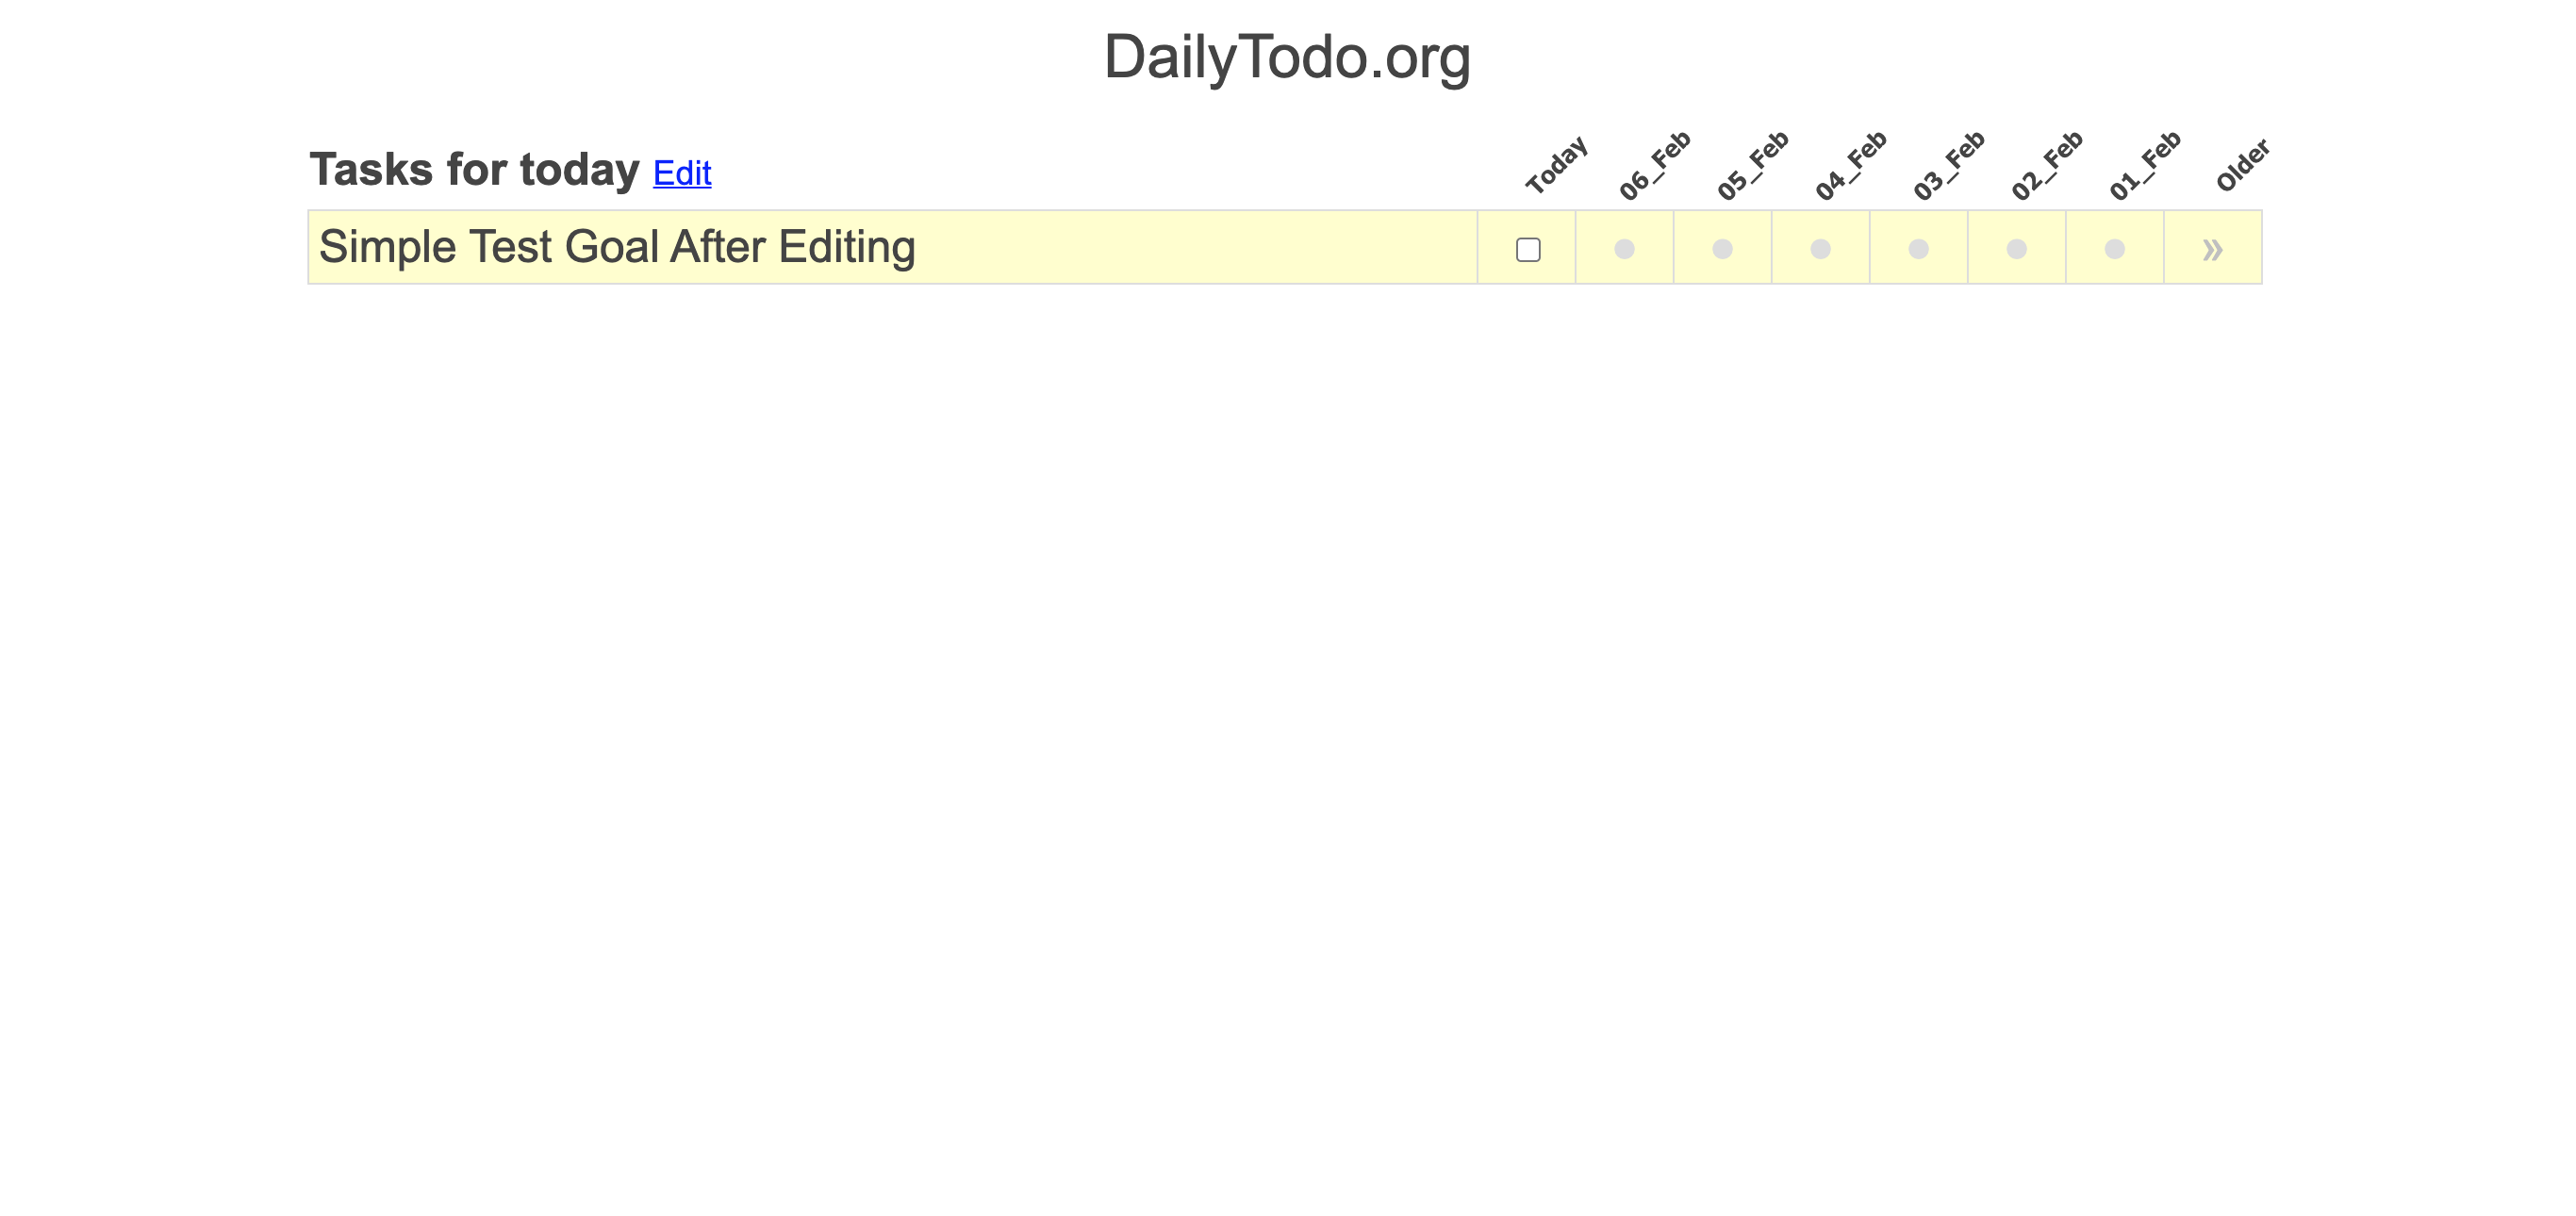 DailyTodo.org
Tasks for today Edit Today 06_Feb 05_Feb 04_Feb 03_Feb 02_Feb 01_Feb Older
Simple Test Goal After Editing »